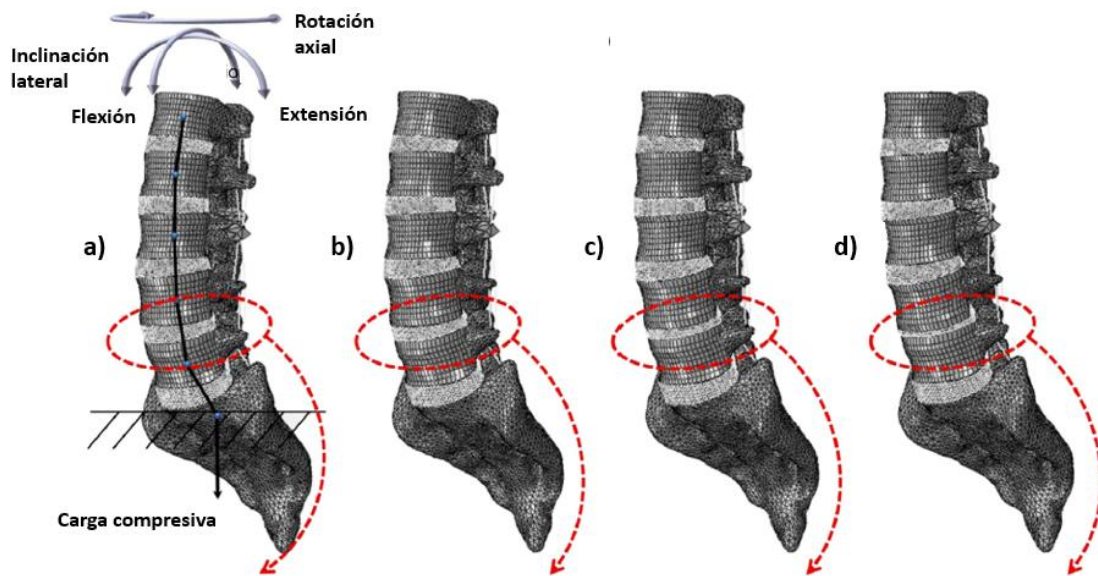 Rotación
axial
Inclinación
lateral
Flexión
Extensión
a)
b)
c)
d)
Carga compresiva